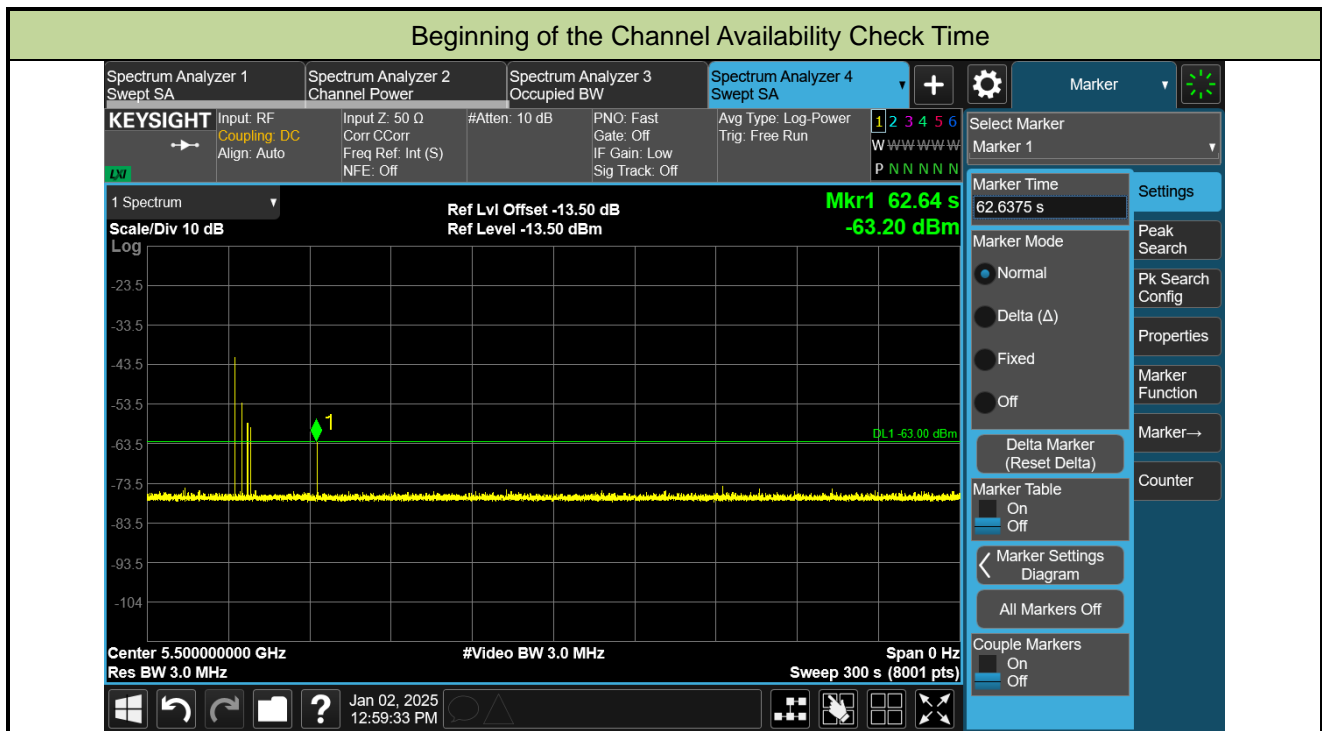 Beginning of the Channel Availability Check Time
Spectrum Analyzer 1
Swept SA
Spectrum Analyzer 2
Channel Power
Spectrum Analyzer 3
Occupied BW
Spectrum Analyzer 4
Swept SA
+
Marker
KEYSIGHT
LXI
Input: RF
Coupling: DC
Align: Auto
Input Z: 50 Ω
Corr CCorr
Freq Ref: Int (S)
NFE: Off
#Atten: 10 dB
PNO: Fast
Gate: Off
IF Gain: Low
Sig Track: Off
Avg Type: Log-Power
Trig: Free Run
1 2 3 4 5 6
W W W W W W
P N N N N N
Select Marker
Marker 1
1 Spectrum
Scale/Div 10 dB
Log
Ref Lvl Offset -13.50 dB
Ref Level -13.50 dBm
Mkr1 62.64 s
-63.20 dBm
-23.5
-33.5
-43.5
-53.5
-63.5
-73.5
-83.5
-93.5
-104
1
DL1 -63.00 dBm
Center 5.500000000 GHz
Res BW 3.0 MHz
#Video BW 3.0 MHz
Span 0 Hz
Sweep 300 s (8001 pts)
Marker Time
62.6375 s
Marker Mode
Normal
Delta (Δ)
Fixed
Off
Delta Marker
(Reset Delta)
Marker Table
On
Off
Marker Settings
Diagram
All Markers Off
Couple Markers
On
Off
Settings
Peak
Search
Pk Search
Config
Properties
Marker
Function
Marker→
Counter
?
Jan 02, 2025
12:59:33 PM